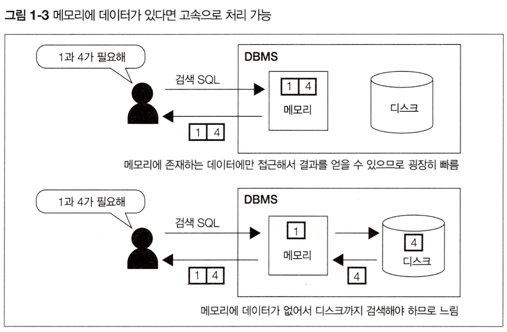 그림 1-3 메모리에 데이터가 있다면 고속으로 처리 가능
1과 4가 필요해
검색 SQL
1 4
DBMS
1 4
메모리
디스크
메모리에 존재하는 데이터에만 접근해서 결과를 얻을 수 있으므로 굉장히 빠름
1과 4가 필요해
검색 SQL
1 4
DBMS
1
메모리
4
4
디스크
메모리에 데이터가 없어서 디스크까지 검색해야 하므로 느림